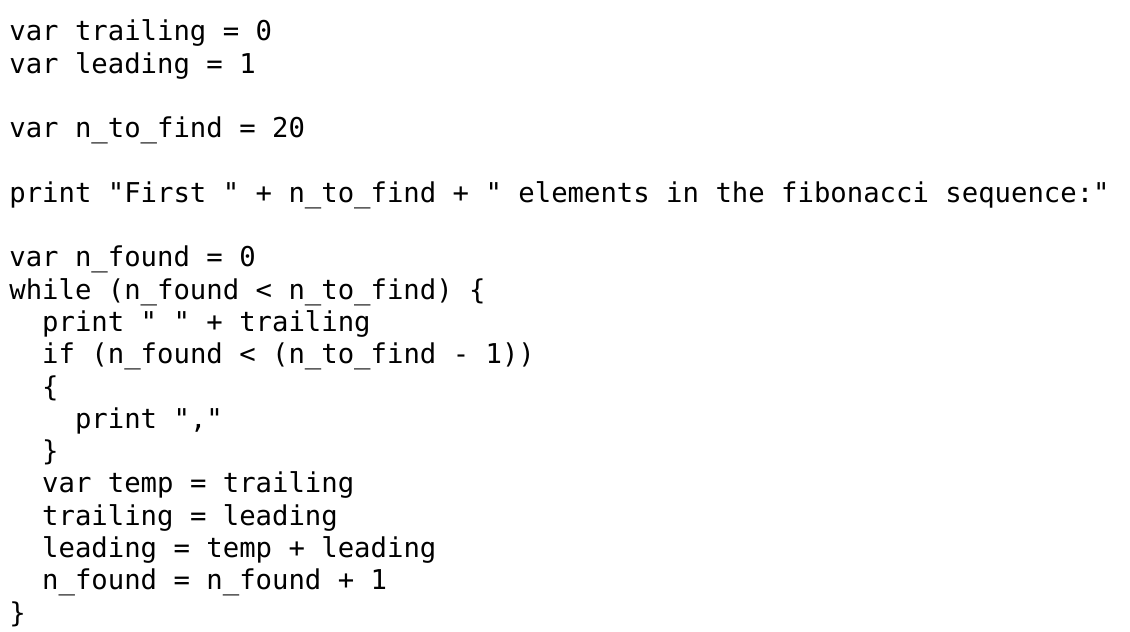 var trailing = 0
var leading = 1

var n_to_find = 20

print "First " + n_to_find + " elements in the fibonacci sequence:"

var n_found = 0
while (n_found < n_to_find) {
  print " " + trailing
  if (n_found < (n_to_find - 1))
  {
    print ","
  }
  var temp = trailing
  trailing = leading
  leading = temp + leading
  n_found = n_found + 1
}